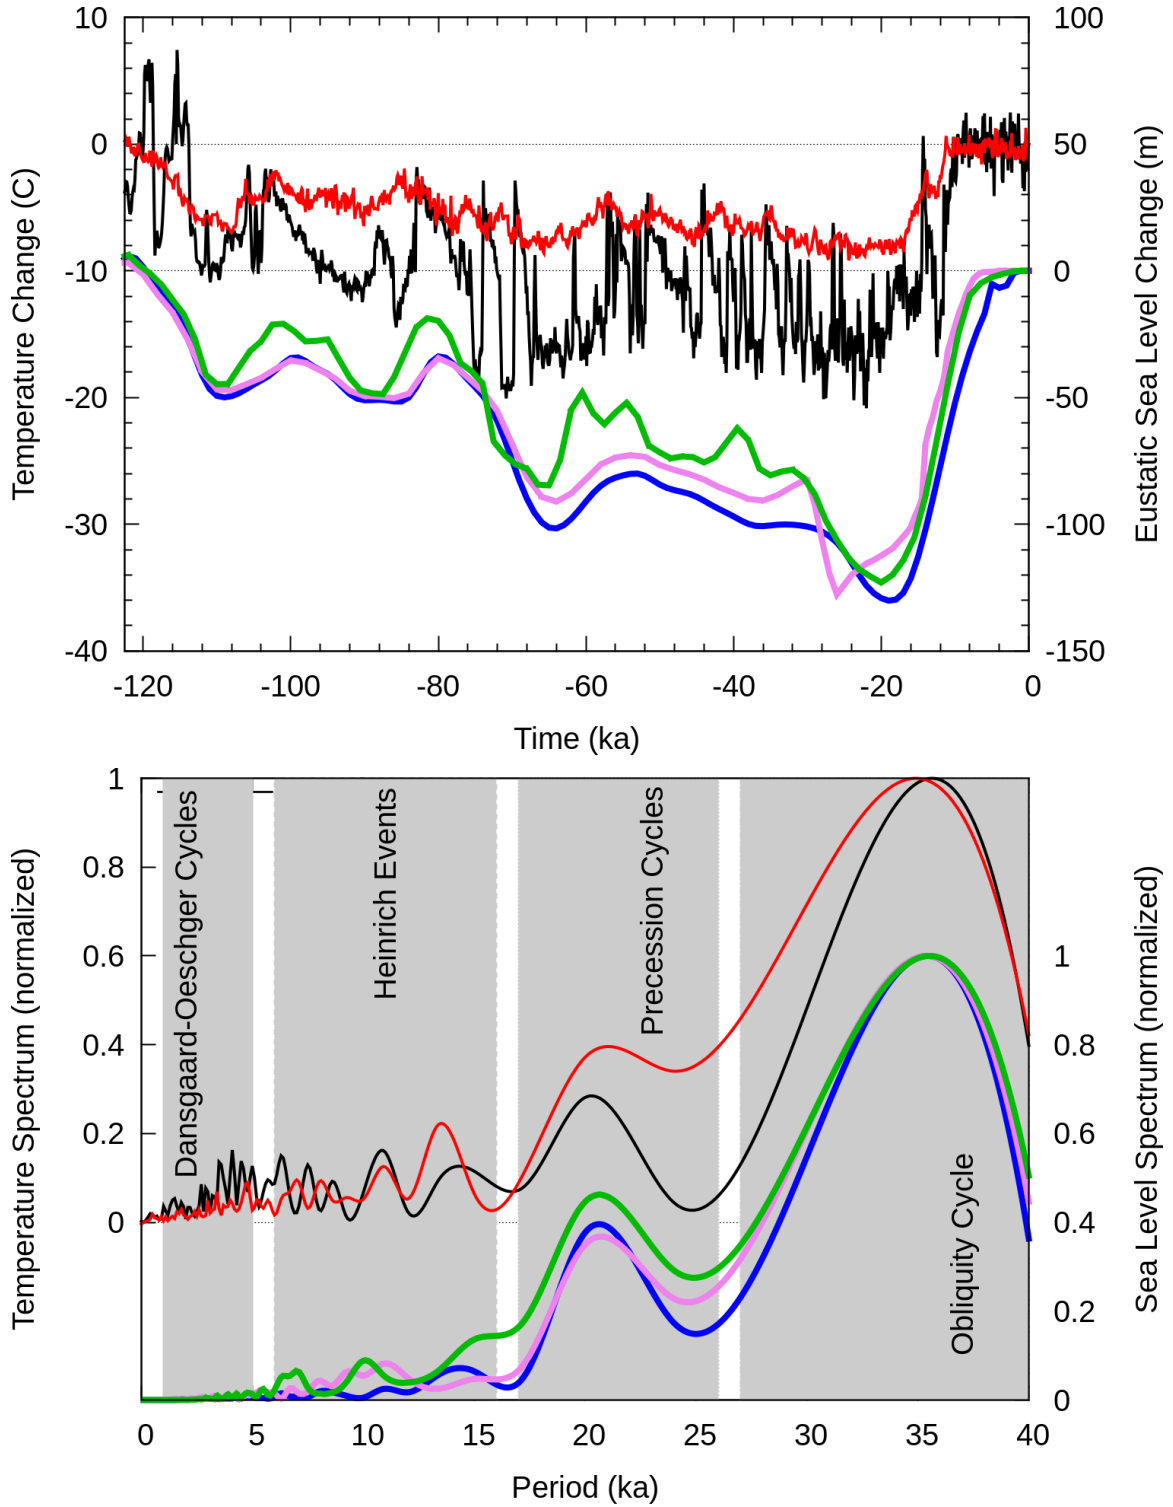 10
0
-10
-20
-30
-40
100
50
0
-50
-100
-150
Temperature Change (C)
Eustatic Sea Level Change (m)
-120 -100 -80 -60 -40 -20 0
Time (ka)
1
0.8
0.6
0.4
0.2
0
1
0.8
0.6
0.4
0.2
0
Temperature Spectrum (normalized)
Sea Level Spectrum (normalized)
Dansgaard-Oeschger Cycles
Heinrich Events
Precession Cycles
Obliquity Cycle
0 5 10 15 20 25 30 35 40
Period (ka)